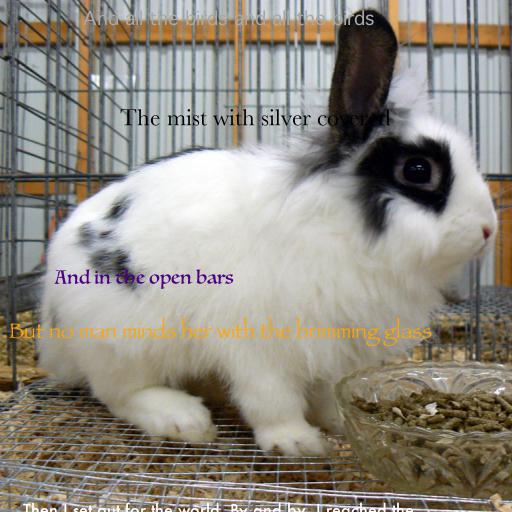 And all the birds and all the birds
The mist with silver covered
And in the open bars
But no man minds her with the brimming glass
Then I set out for the world. By and by, I reached the